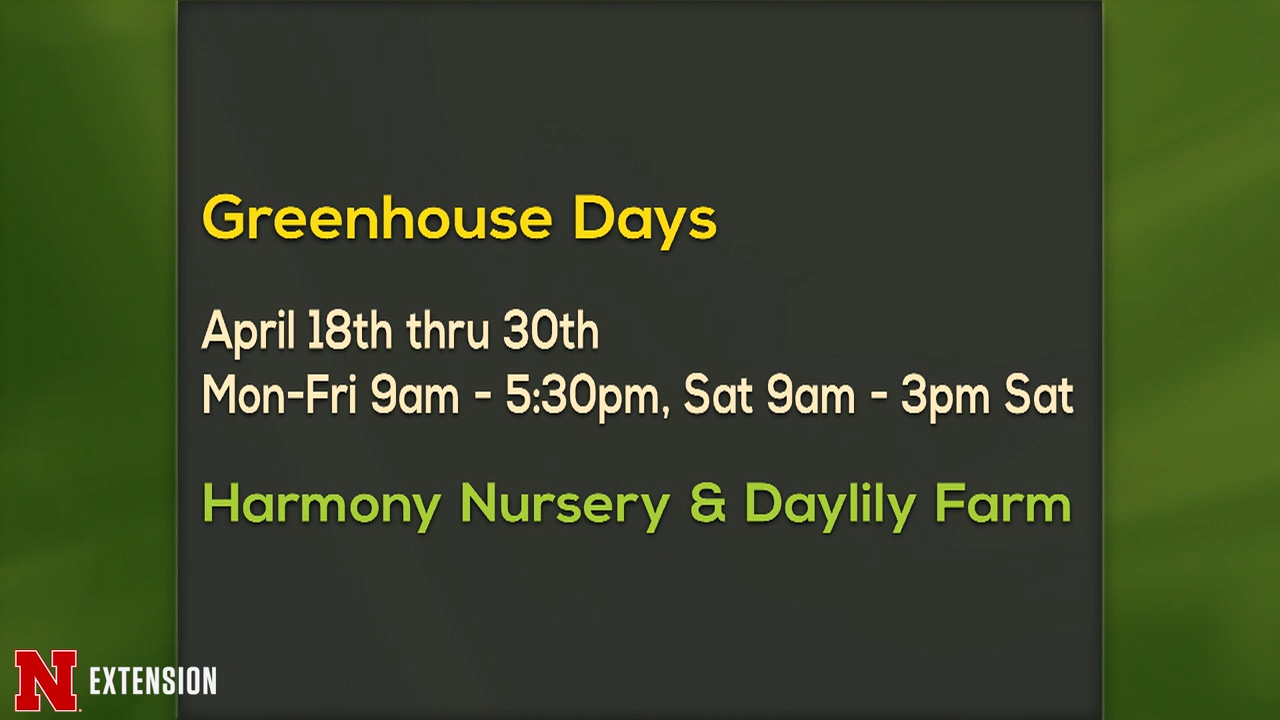 Greenhouse Days
April 18th thru 30th
Mon-Fri 9am - 5:30pm, Sat 9am - 3pm Sat
Harmony Nursery & Daylily Farm
N EXTENSION